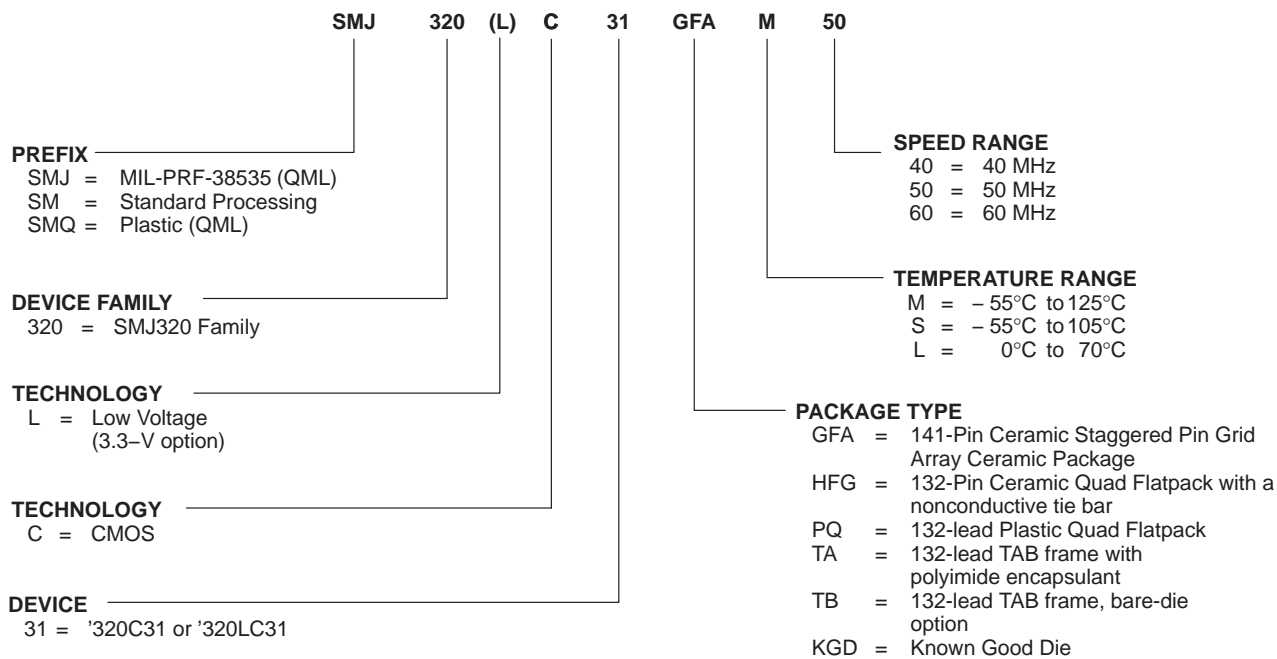 SMJ 320 (L) C 31 GFA M 50
PREFIX
SMJ = MIL-PRF-38535 (QML)
SM = Standard Processing
SMQ = Plastic (QML)
DEVICE FAMILY
320 = SMJ320 Family
TECHNOLOGY
L = Low Voltage
(3.3−V option)
TECHNOLOGY
C = CMOS
DEVICE
31 = ’320C31 or ’320LC31
SPEED RANGE
40 = 40 MHz
50 = 50 MHz
60 = 60 MHz
TEMPERATURE RANGE
M = − 55°C to 125°C
S = − 55°C to 105°C
L = 0°C to 70°C
PACKAGE TYPE
GFA = 141-Pin Ceramic Staggered Pin Grid
Array Ceramic Package
HFG = 132-Pin Ceramic Quad Flatpack with a
nonconductive tie bar
PQ = 132-lead Plastic Quad Flatpack
TA = 132-lead TAB frame with
polyimide encapsulant
TB = 132-lead TAB frame, bare-die
option
KGD = Known Good Die